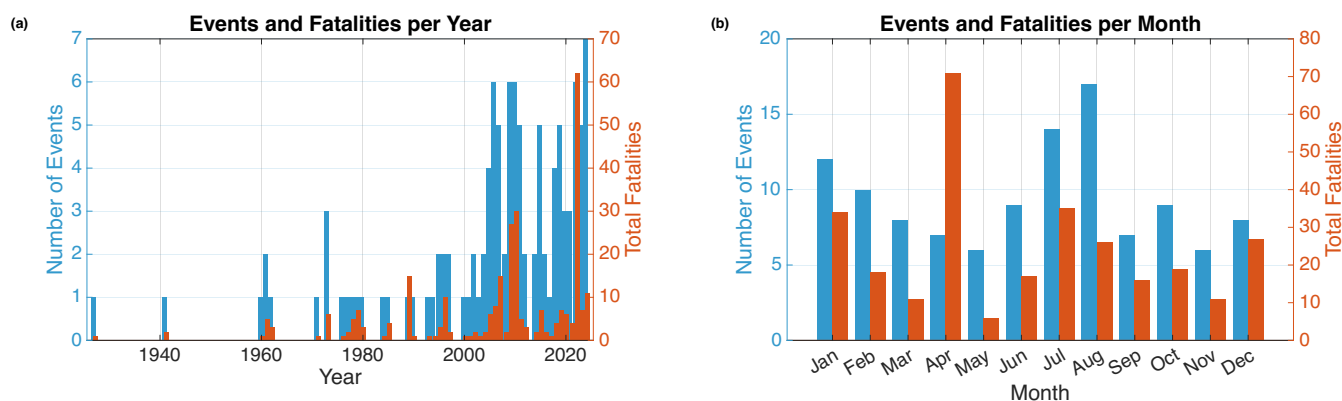 (a)
Events and Fatalities per Year
7
6
5
4
3
2
1
0
Number of Events
70
60
50
40
30
20
10
0
Total Fatalities
1940 1960 1980 2000 2020
Year
(b)
Events and Fatalities per Month
20
15
10
5
0
Number of Events
80
70
60
50
40
30
20
10
0
Total Fatalities
Jan Feb Mar Apr May Jun Jul Aug Sep Oct Nov Dec
Month